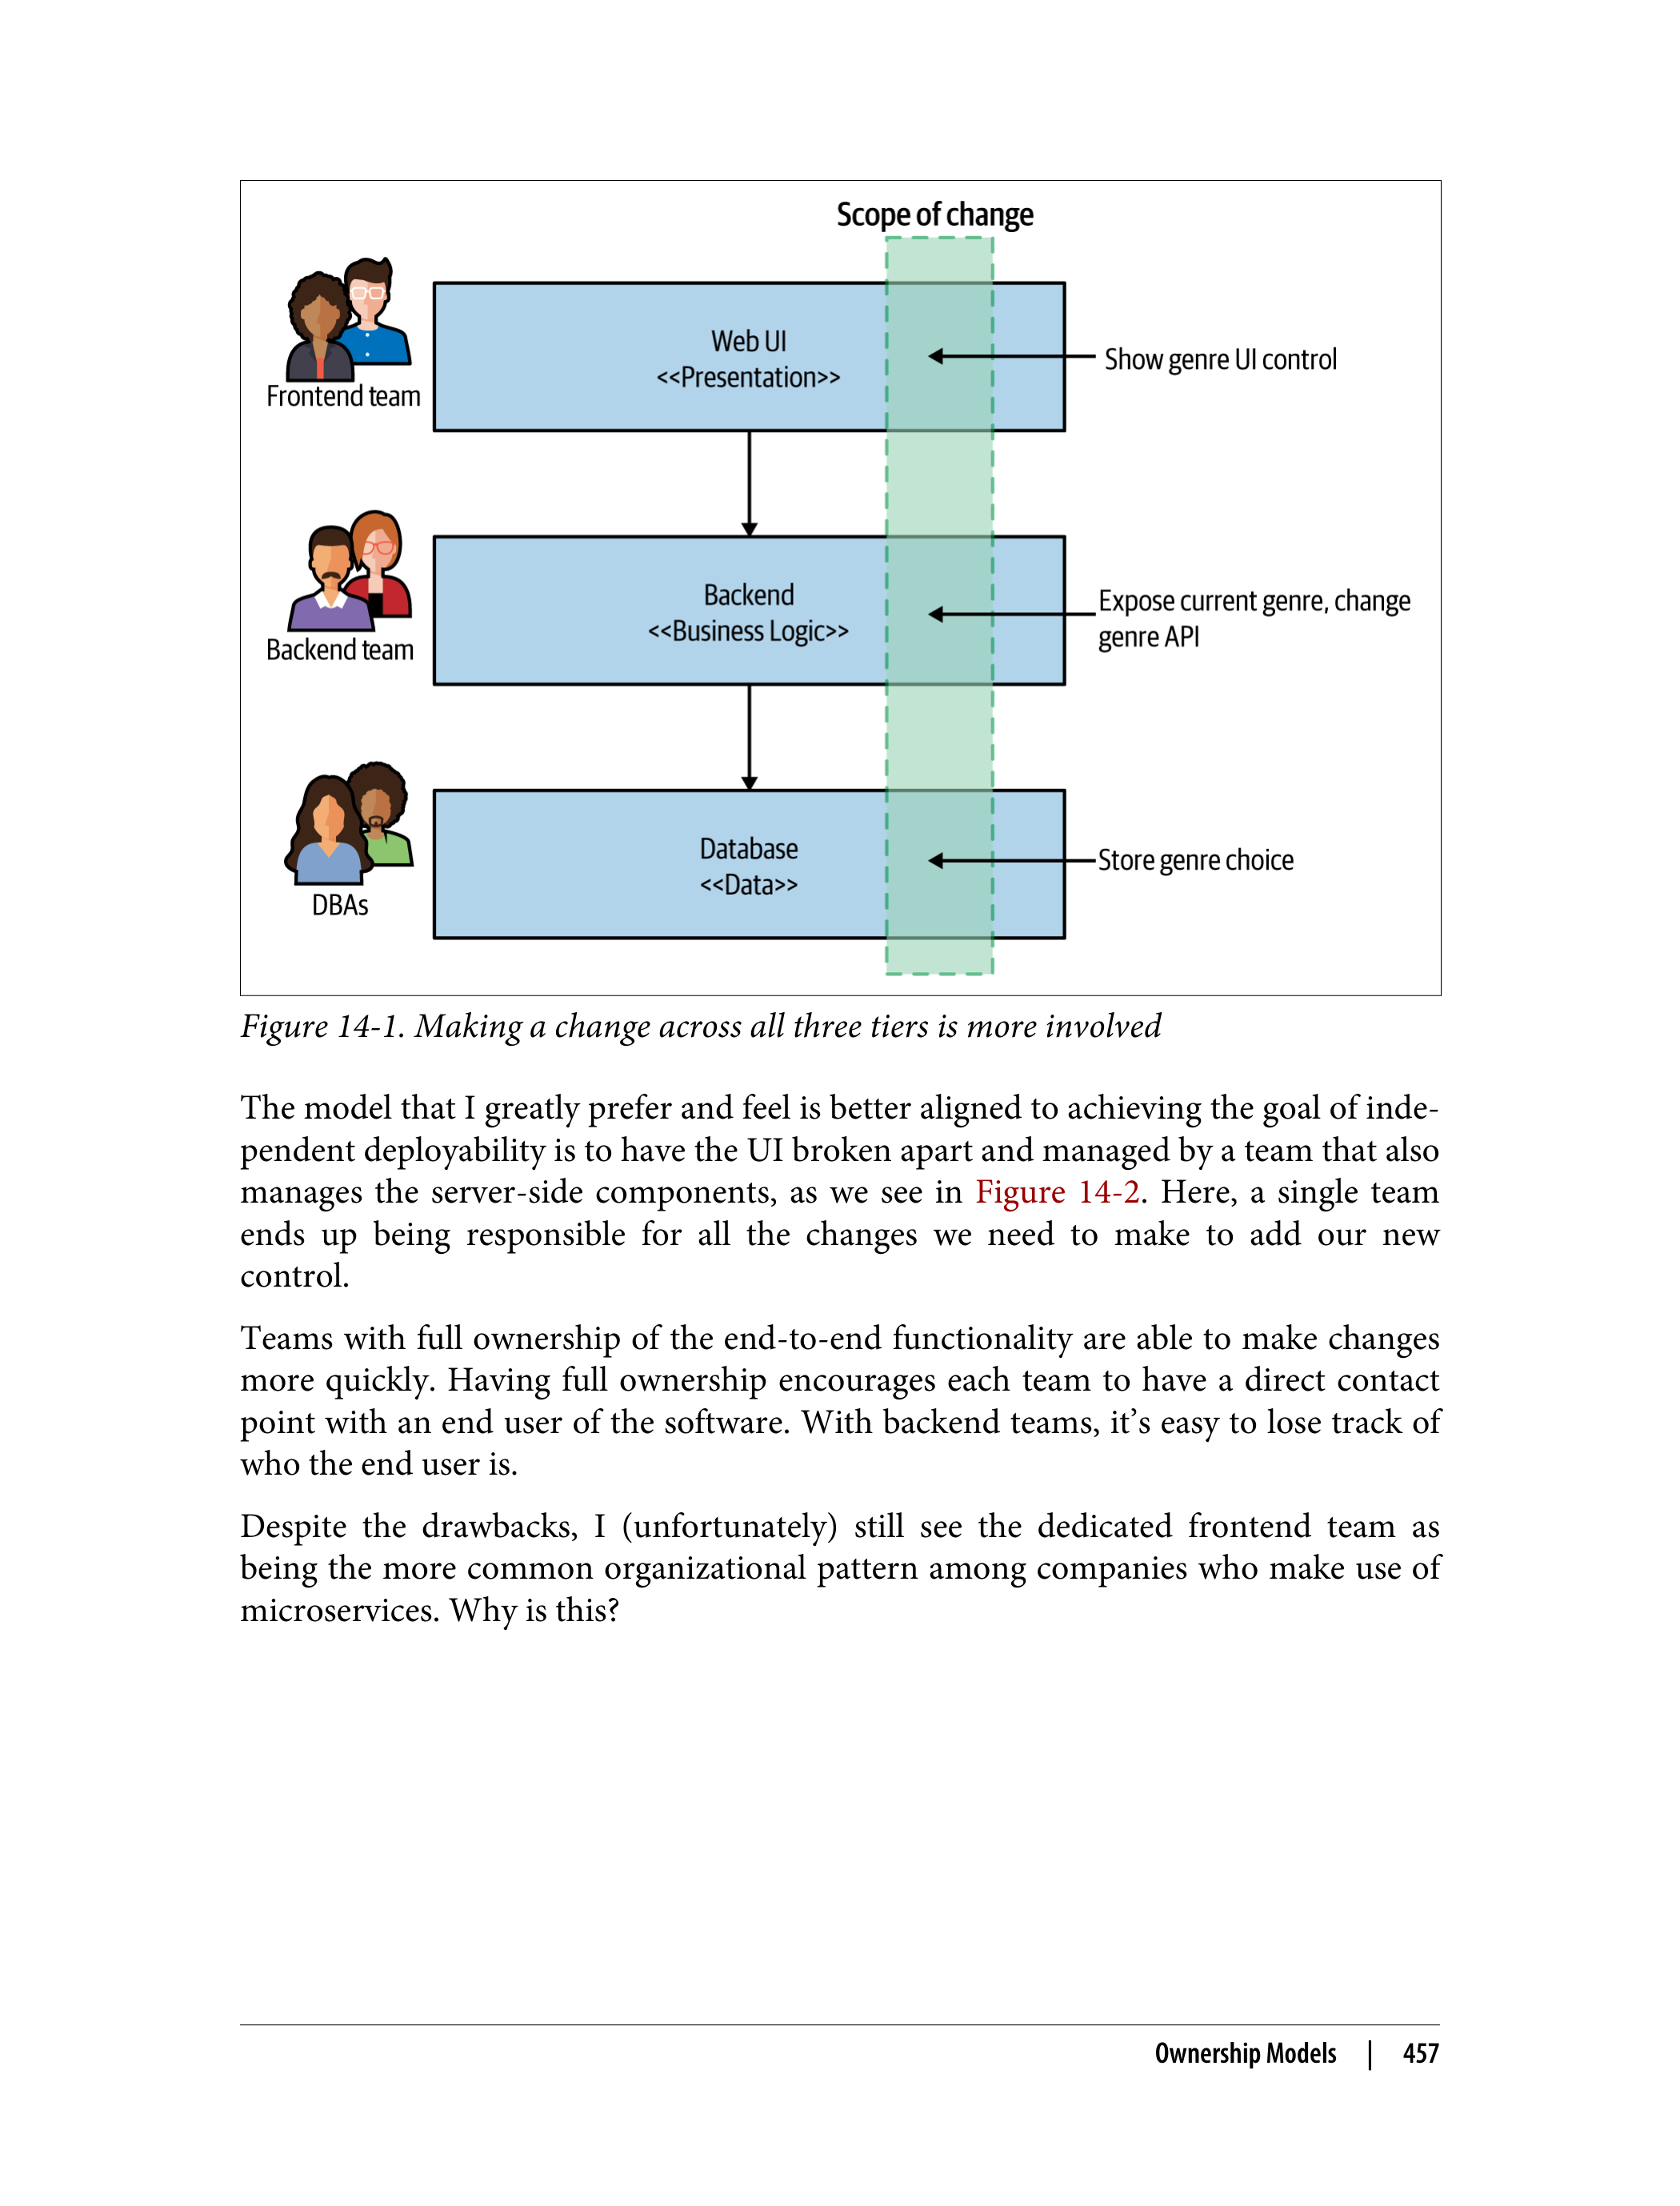 Scope of change
Web UI
<<Presentation>>
Show genre UI control
Frontend team
Backend
<<Business Logic>>
Expose current genre, change
genre API
Backend team
Database
<<Data>>
Store genre choice
DBAs
Figure 14-1. Making a change across all three tiers is more involved
The model that I greatly prefer and feel is better aligned to achieving the goal of inde-
pendent deployability is to have the UI broken apart and managed by a team that also
manages the server-side components, as we see in Figure 14-2. Here, a single team
ends up being responsible for all the changes we need to make to add our new
control.
Teams with full ownership of the end-to-end functionality are able to make changes
more quickly. Having full ownership encourages each team to have a direct contact
point with an end user of the software. With backend teams, it’s easy to lose track of
who the end user is.
Despite the drawbacks, I (unfortunately) still see the dedicated frontend team as
being the more common organizational pattern among companies who make use of
microservices. Why is this?
Ownership Models | 457